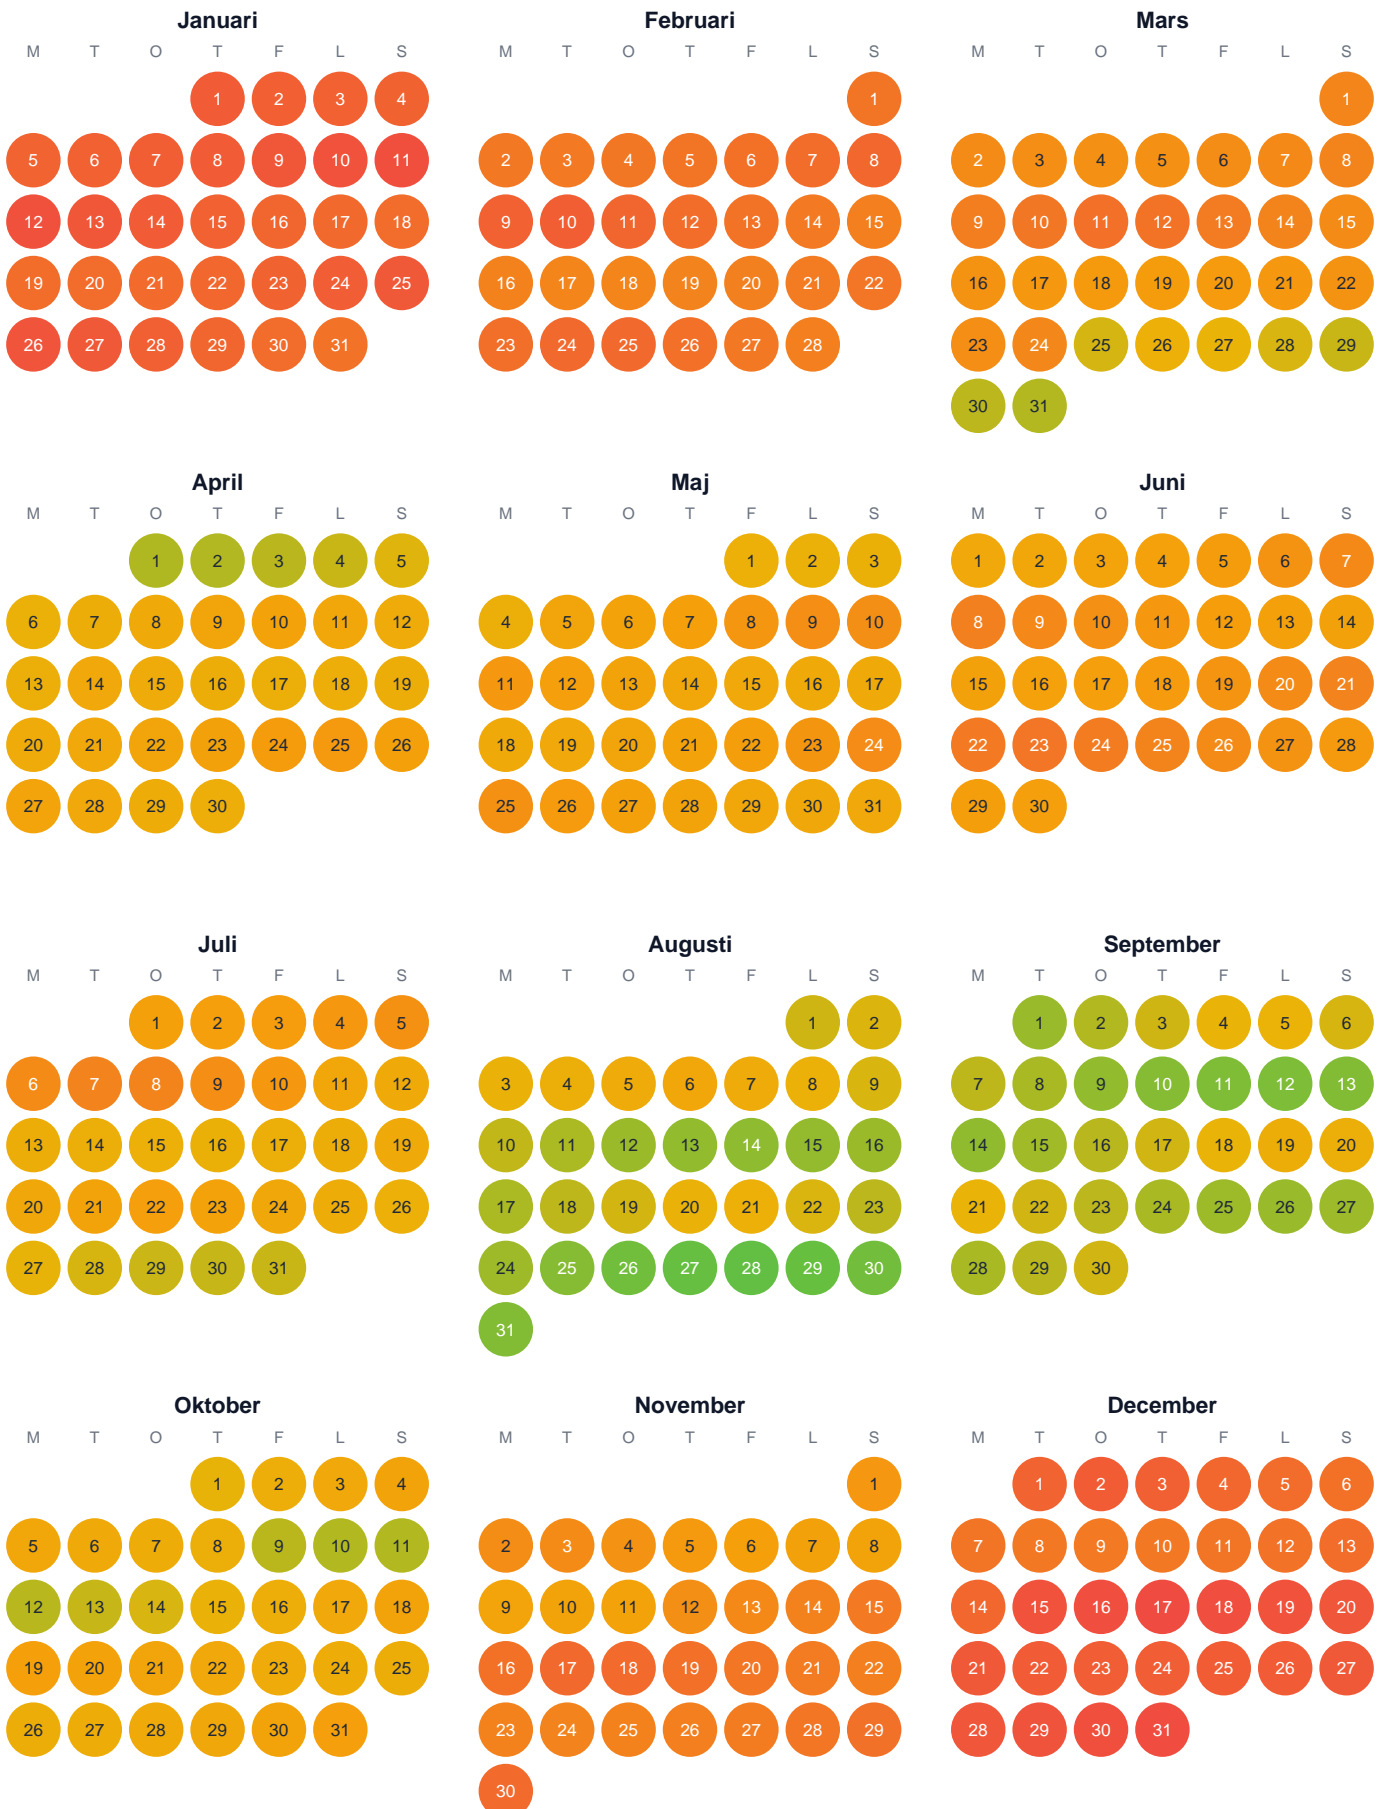 Januari Februari Mars
M T O T F L S M T O T F L S M T O T F L S
1 2 3 4 1 1
5 6 7 8 9 10 11 2 3 4 5 6 7 8 2 3 4 5 6 7 8
12 13 14 15 16 17 18 9 10 11 12 13 14 15 9 10 11 12 13 14 15
19 20 21 22 23 24 25 16 17 18 19 20 21 22 16 17 18 19 20 21 22
26 27 28 29 30 31 23 24 25 26 27 28 23 24 25 26 27 28 29
30 31
April Maj Juni
M T O T F L S M T O T F L S M T O T F L S
1 2 3 4 5 1 2 3 1 2 3 4 5 6 7
6 7 8 9 10 11 12 4 5 6 7 8 9 10 8 9 10 11 12 13 14
13 14 15 16 17 18 19 11 12 13 14 15 16 17 15 16 17 18 19 20 21
20 21 22 23 24 25 26 18 19 20 21 22 23 24 22 23 24 25 26 27 28
27 28 29 30 25 26 27 28 29 30 31 29 30
Juli Augusti September
M T O T F L S M T O T F L S M T O T F L S
1 2 3 4 5 1 2 1 2 3 4 5 6
6 7 8 9 10 11 12 3 4 5 6 7 8 9 7 8 9 10 11 12 13
13 14 15 16 17 18 19 10 11 12 13 14 15 16 14 15 16 17 18 19 20
20 21 22 23 24 25 26 17 18 19 20 21 22 23 21 22 23 24 25 26 27
27 28 29 30 31 24 25 26 27 28 29 30 28 29 30
31
Oktober November December
M T O T F L S M T O T F L S M T O T F L S
1 2 3 4 1 1 2 3 4 5 6
5 6 7 8 9 10 11 2 3 4 5 6 7 8 7 8 9 10 11 12 13
12 13 14 15 16 17 18 9 10 11 12 13 14 15 14 15 16 17 18 19 20
19 20 21 22 23 24 25 16 17 18 19 20 21 22 21 22 23 24 25 26 27
26 27 28 29 30 31 23 24 25 26 27 28 29 28 29 30 31
30